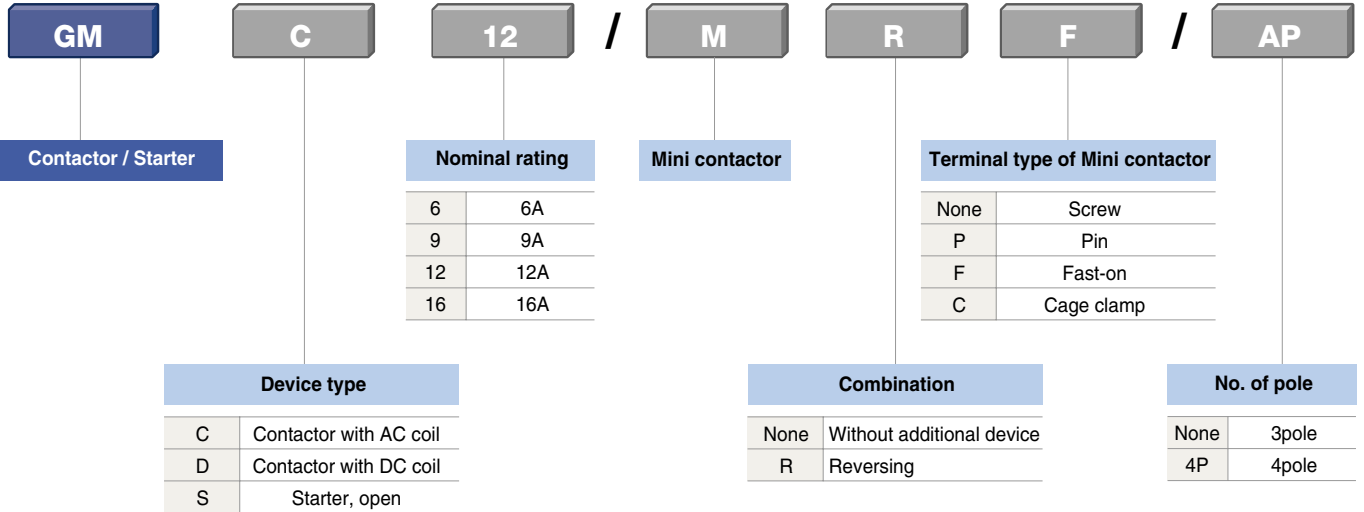 GM C 12 / M R F / AP
Contactor / Starter
Nominal rating
6 6A
9 9A
12 12A
16 16A
Mini contactor
Terminal type of Mini contactor
None Screw
P Pin
F Fast-on
C Cage clamp
Device type
C Contactor with AC coil
D Contactor with DC coil
S Starter, open
Combination
None Without additional device
R Reversing
No. of pole
None 3pole
4P 4pole